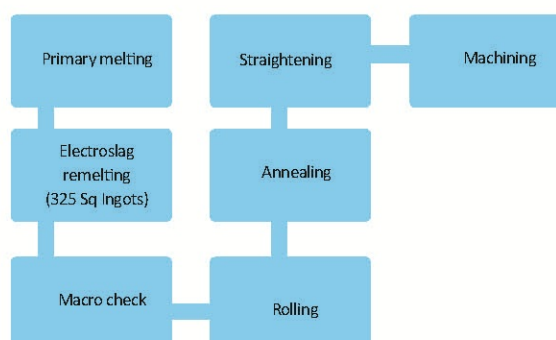 Primary melting
Electroslag
remelting
(325 Sq Ingots)
Macro check
Rolling
Annealing
Straightening
Machining